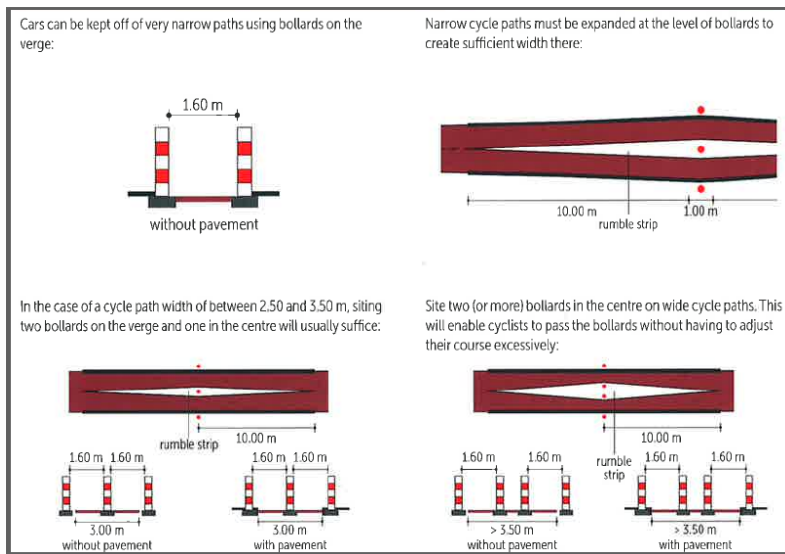 Cars can be kept off of very narrow paths using bollards on the
verge:
1.60 m
without pavement
Narrow cycle paths must be expanded at the level of bollards to
create sufficient width there:
10.00 m
1.00 m
rumble strip
In the case of a cycle path width of between 2.50 and 3.50 m, siting
two bollards on the verge and one in the centre will usually suffice:
rumble strip
10.00 m
1.60 m 1.60 m
3.00 m
without pavement
1.60 m 1.60 m
3.00 m
with pavement
Site two (or more) bollards in the centre on wide cycle paths. This
will enable cyclists to pass the bollards without having to adjust
their course excessively:
10.00 m
rumble
strip
1.60 m 1.60 m
> 3.50 m
without pavement
1.60 m 1.60 m
> 3.50 m
with pavement